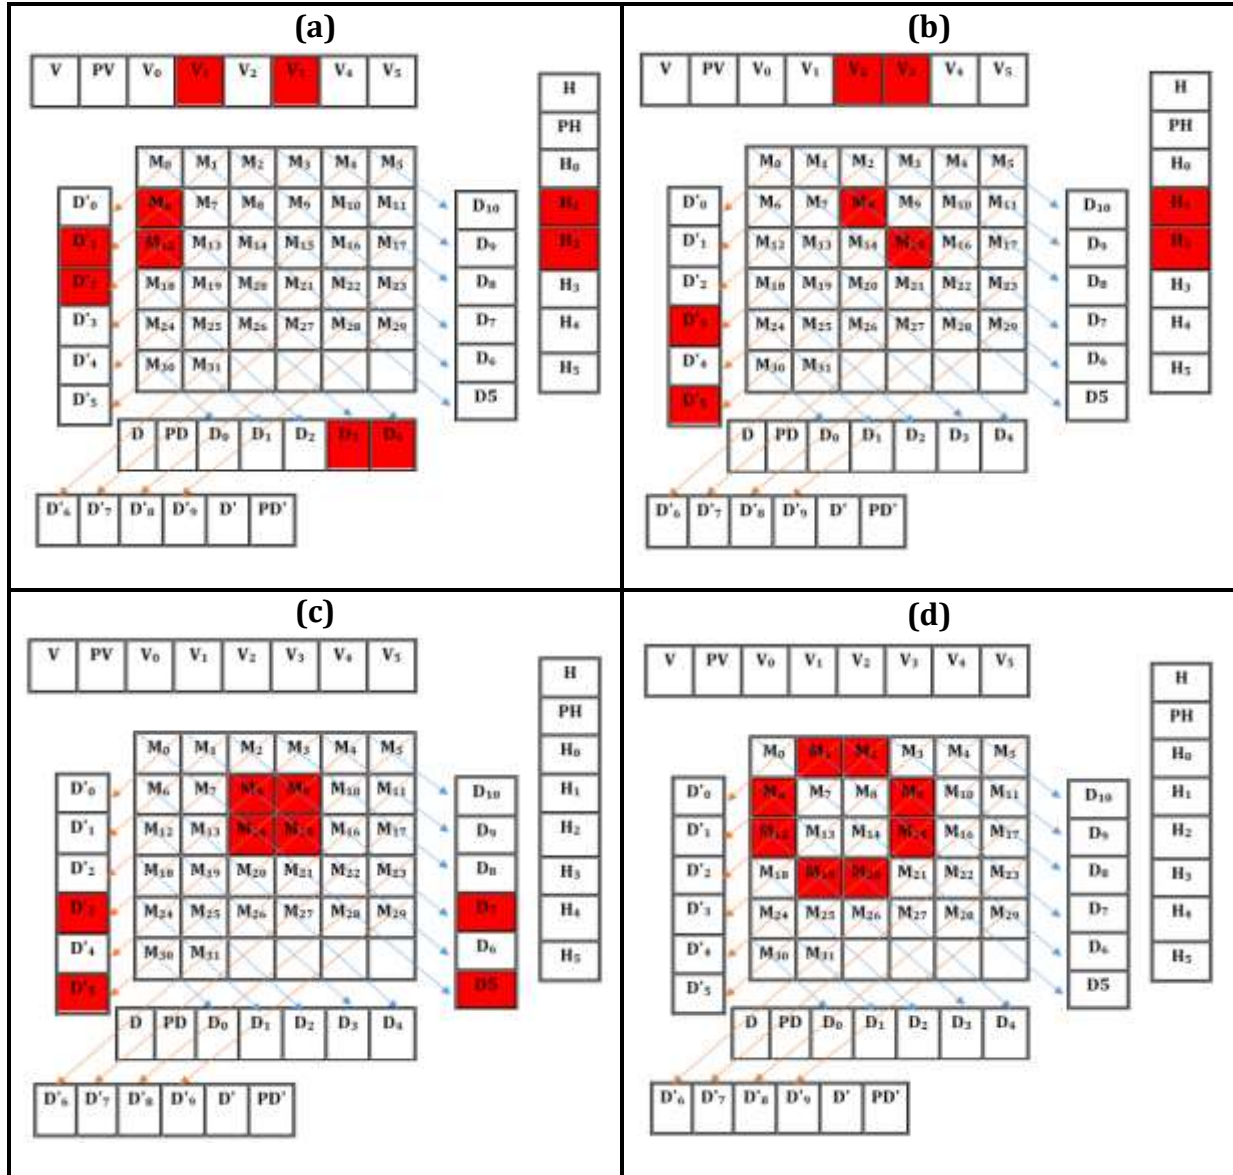 (a)
V PV V₀ V₁ V₂ V₃ V₄ V₅
H
PH
H₀
H₁
H₂
H₃
H₄
H₅
M₀ M₁ M₂ M₃ M₄ M₅
M₆ M₇ M₈ M₉ M₁₀ M₁₁
M₁₂ M₁₃ M₁₄ M₁₅ M₁₆ M₁₇
M₁₈ M₁₉ M₂₀ M₂₁ M₂₂ M₂₃
M₂₄ M₂₅ M₂₆ M₂₇ M₂₈ M₂₉
M₃₀ M₃₁
D'₀
D'₁
D'₂
D'₃
D'₄
D'₅
D₁₀
D₉
D₈
D₇
D₆
D5
D PD D₀ D₁ D₂ D₃ D₄
D'₆ D'₇ D'₈ D'₉ D' PD'
(b)
V PV V₀ V₁ V₂ V₃ V₄ V₅
H
PH
H₀
H₁
H₂
H₃
H₄
H₅
M₀ M₁ M₂ M₃ M₄ M₅
M₆ M₇ M₈ M₉ M₁₀ M₁₁
M₁₂ M₁₃ M₁₄ M₁₅ M₁₆ M₁₇
M₁₈ M₁₉ M₂₀ M₂₁ M₂₂ M₂₃
M₂₄ M₂₅ M₂₆ M₂₇ M₂₈ M₂₉
M₃₀ M₃₁
D'₀
D'₁
D'₂
D'₃
D'₄
D'₅
D₁₀
D₉
D₈
D₇
D₆
D5
D PD D₀ D₁ D₂ D₃ D₄
D'₆ D'₇ D'₈ D'₉ D' PD'
(c)
V PV V₀ V₁ V₂ V₃ V₄ V₅
H
PH
H₀
H₁
H₂
H₃
H₄
H₅
M₀ M₁ M₂ M₃ M₄ M₅
M₆ M₇ M₈ M₉ M₁₀ M₁₁
M₁₂ M₁₃ M₁₄ M₁₅ M₁₆ M₁₇
M₁₈ M₁₉ M₂₀ M₂₁ M₂₂ M₂₃
M₂₄ M₂₅ M₂₆ M₂₇ M₂₈ M₂₉
M₃₀ M₃₁
D'₀
D'₁
D'₂
D'₃
D'₄
D'₅
D₁₀
D₉
D₈
D₇
D₆
D5
D PD D₀ D₁ D₂ D₃ D₄
D'₆ D'₇ D'₈ D'₉ D' PD'
(d)
V PV V₀ V₁ V₂ V₃ V₄ V₅
H
PH
H₀
H₁
H₂
H₃
H₄
H₅
M₀ M₁ M₂ M₃ M₄ M₅
M₆ M₇ M₈ M₉ M₁₀ M₁₁
M₁₂ M₁₃ M₁₄ M₁₅ M₁₆ M₁₇
M₁₈ M₁₉ M₂₀ M₂₁ M₂₂ M₂₃
M₂₄ M₂₅ M₂₆ M₂₇ M₂₈ M₂₉
M₃₀ M₃₁
D'₀
D'₁
D'₂
D'₃
D'₄
D'₅
D₁₀
D₉
D₈
D₇
D₆
D5
D PD D₀ D₁ D₂ D₃ D₄
D'₆ D'₇ D'₈ D'₉ D' PD'